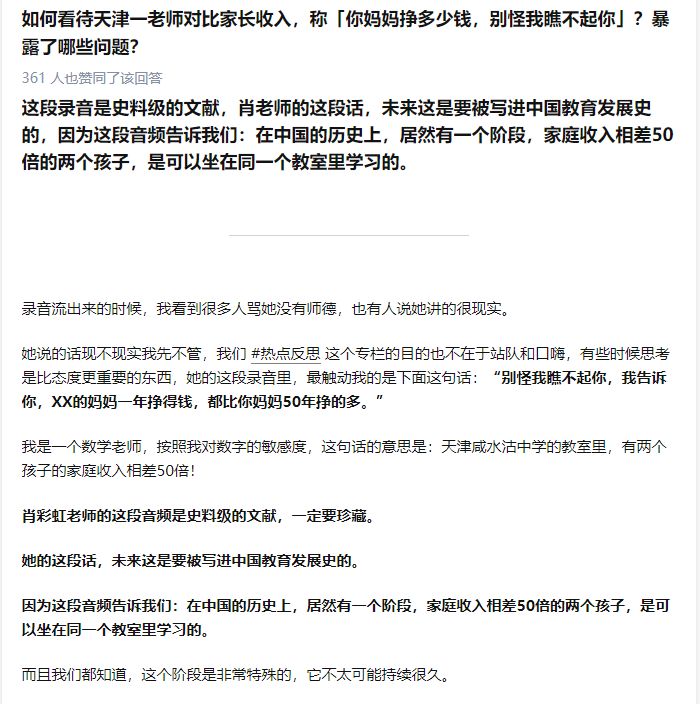 如何看待天津一老师对比家长收入，称「你妈妈挣多少钱，别怪我瞧不起你」？暴
露了哪些问题？
361 人也赞同了该回答
这段录音是史料级的文献，肖老师的这段话，未来这是要被写进中国教育发展史
的，因为这段音频告诉我们：在中国的历史上，居然有一个阶段，家庭收入相差50
倍的两个孩子，是可以坐在同一个教室里学习的。
录音流出来的时候，我看到很多人骂她没有师德，也有人说她讲的很现实。
她说的话现不现实我先不管，我们 #热点反思 这个专栏的目的也不在于站队和口嗨，有些时候思考
是比态度更重要的东西，她的这段录音里，最触动我的是下面这句话：“别怪我瞧不起你，我告诉
你，XX的妈妈一年挣得钱，都比你妈妈50年挣的多。”
我是一个数学老师，按照我对数字的敏感度，这句话的意思是：天津咸水沽中学的教室里，有两个
孩子的家庭收入相差50倍！
肖彩虹老师的这段音频是史料级的文献，一定要珍藏。
她的这段话，未来这是要被写进中国教育发展史的。
因为这段音频告诉我们：在中国的历史上，居然有一个阶段，家庭收入相差50倍的两个孩子，是可
以坐在同一个教室里学习的。
而且我们都知道，这个阶段是非常特殊的，它不太可能持续很久。